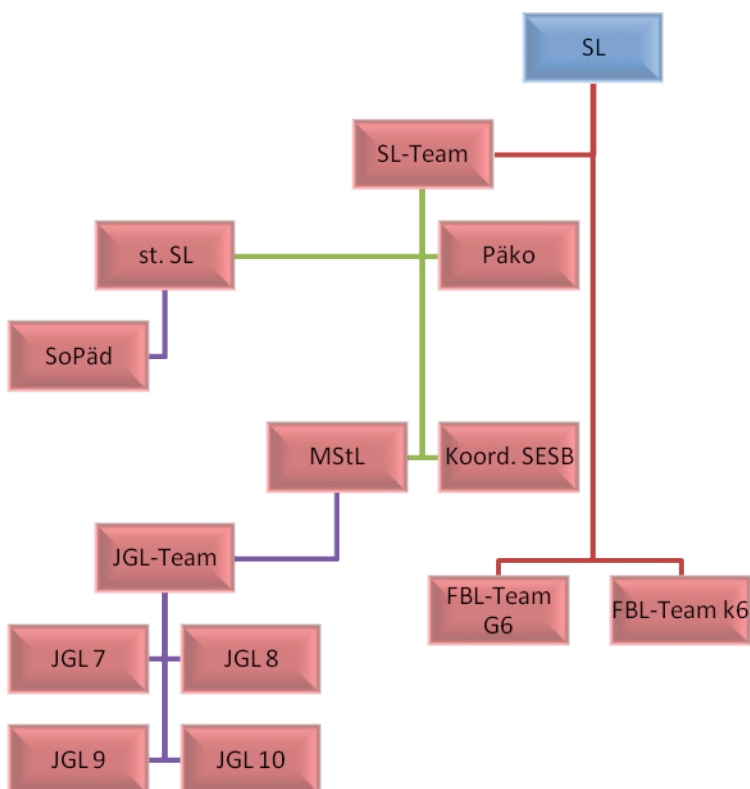 SL
SL-Team
st. SL
Päko
SoPäd
MStL
Koord. SESB
JGL-Team
FBL-Team
G6
FBL-Team k6
JGL 7
JGL 8
JGL 9
JGL 10